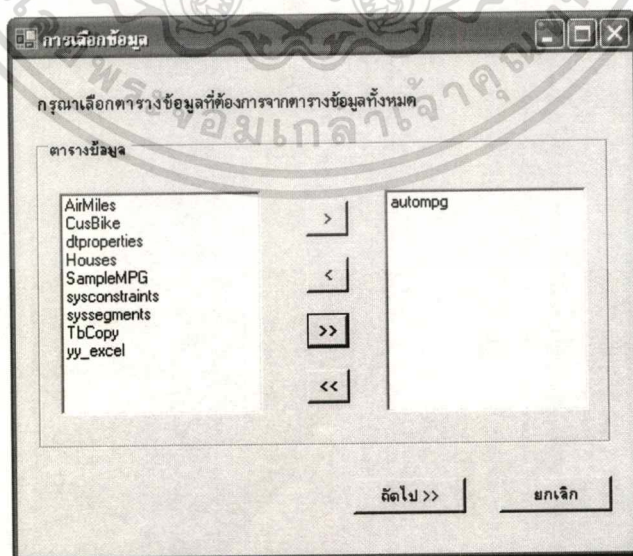 การเลือกข้อมูล
กรุณาเลือกตารางข้อมูลที่ต้องการจากตารางข้อมูลทั้งหมด
ตารางข้อมูล
AirMiles
CusBike
dtproperties
Houses
SampleMPG
sysconstraints
syssegments
TbCopy
yy_excel
>
<
>>
<<
autompg
ถัดไป >>
ยกเลิก